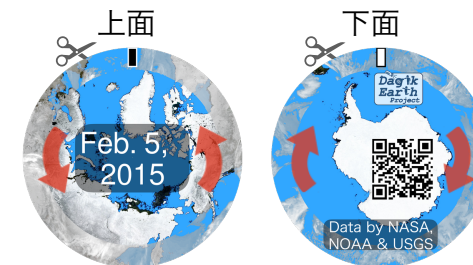 上面
下面
Feb. 5,
2015
Dagik
Earth
Project
Data by NASA,
NOAA & USGS